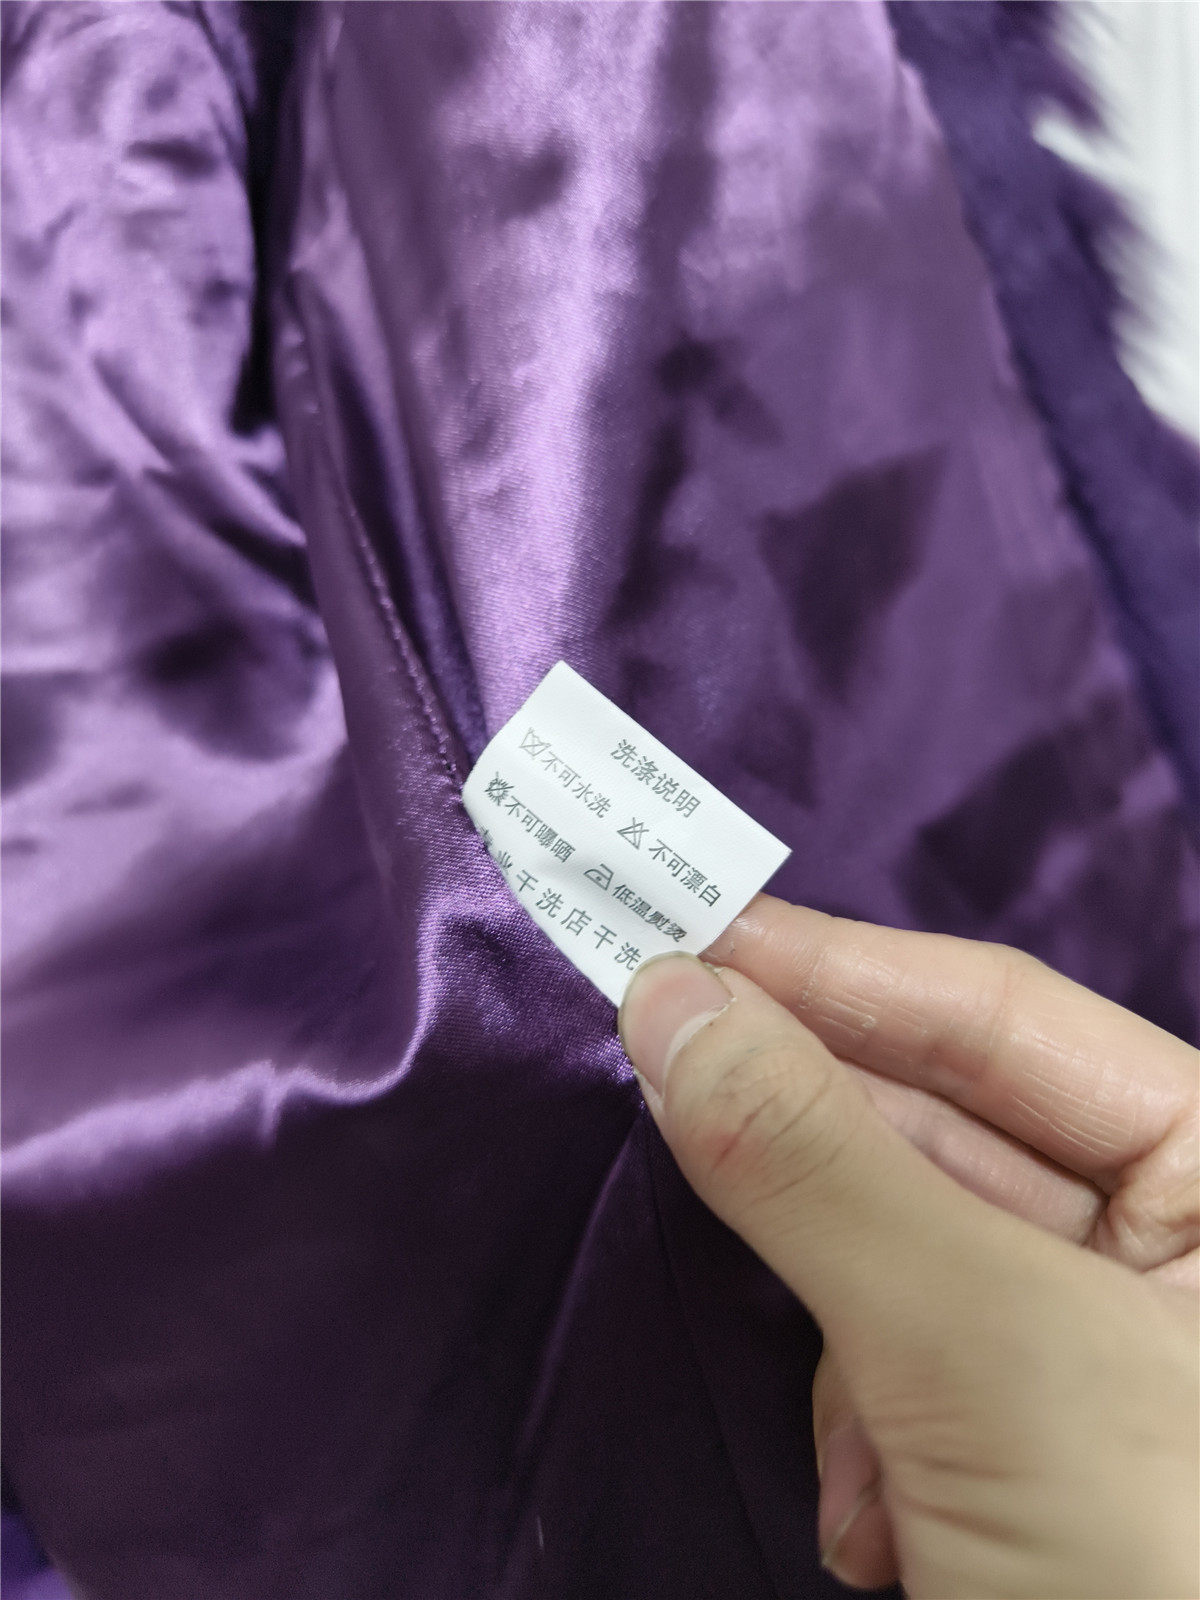 洗涤说明
不可水洗 不可漂白
不可曝晒 低温熨烫
专业干洗店干洗